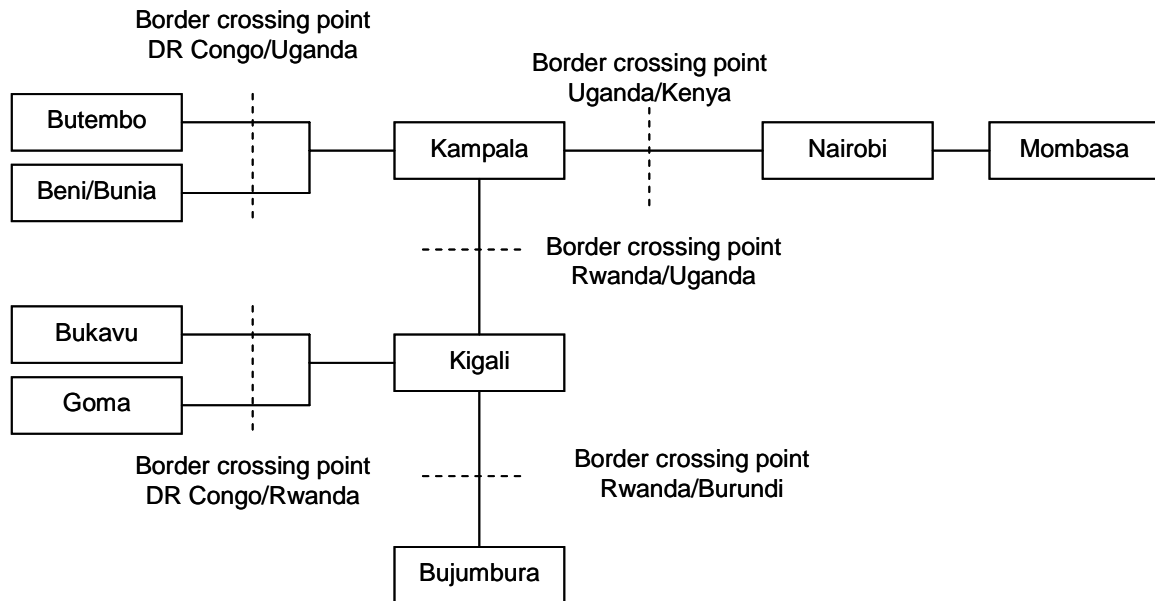 Border crossing point
DR Congo/Uganda
Border crossing point
Uganda/Kenya
Butembo
Kampala
Nairobi
Mombasa
Beni/Bunia
Border crossing point
Rwanda/Uganda
Bukavu
Kigali
Goma
Border crossing point
DR Congo/Rwanda
Border crossing point
Rwanda/Burundi
Bujumbura